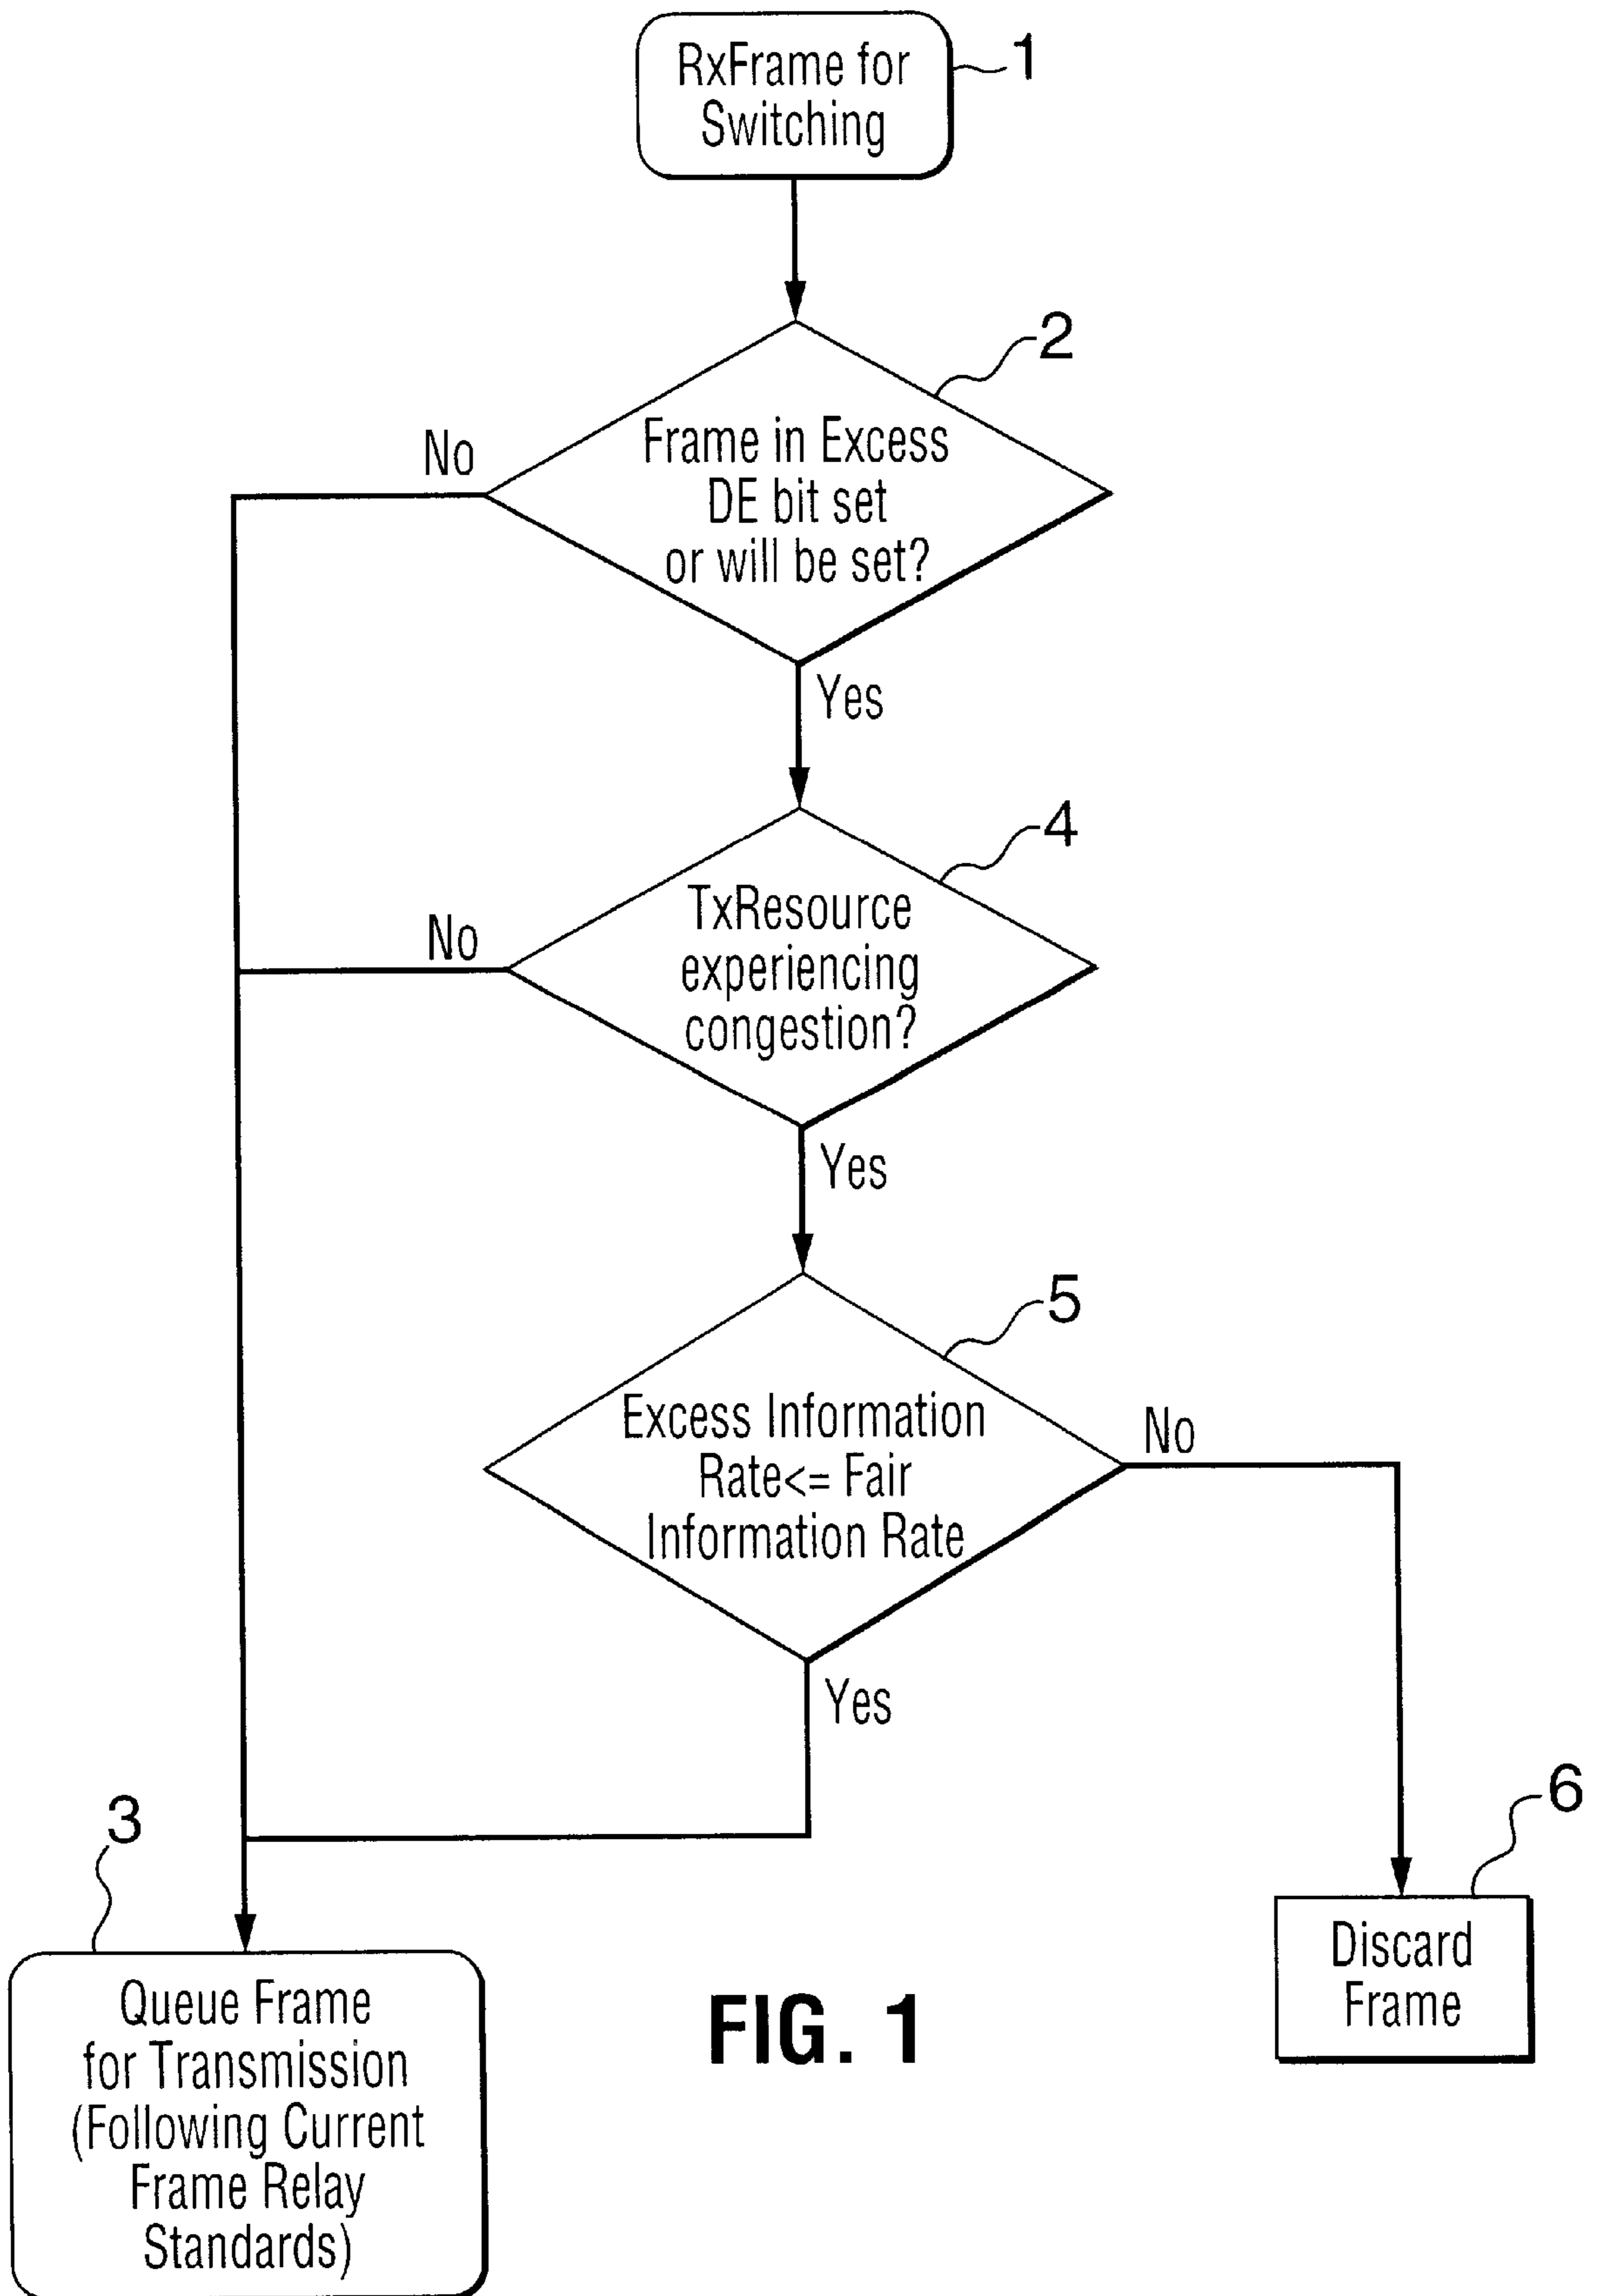 RxFrame for
Switching
1
2
Frame in Excess
DE bit set
or will be set?
No
Yes
4
TxResource
experiencing
congestion?
No
Yes
5
Excess Information
Rate<= Fair
Information Rate
No
Yes
3
6
Queue Frame
for Transmission
(Following Current
Frame Relay
Standards)
Discard
Frame
FIG. 1